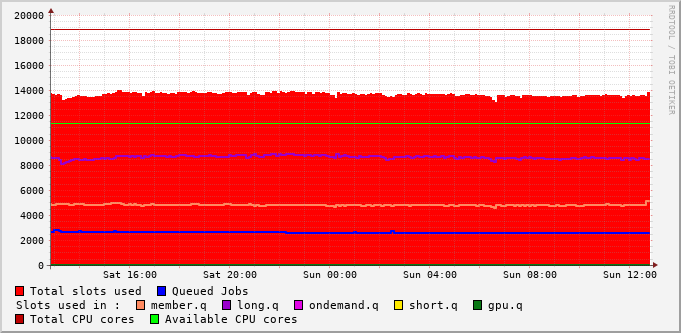 RRDTOOL / TOBI OETIKER
20000
18000
16000
14000
12000
10000
8000
6000
4000
2000
0
Sat 16:00 Sat 20:00 Sun 00:00 Sun 04:00 Sun 08:00 Sun 12:00
Total slots used Queued Jobs
Slots used in : member.q long.q ondemand.q short.q gpu.q
Total CPU cores Available CPU cores